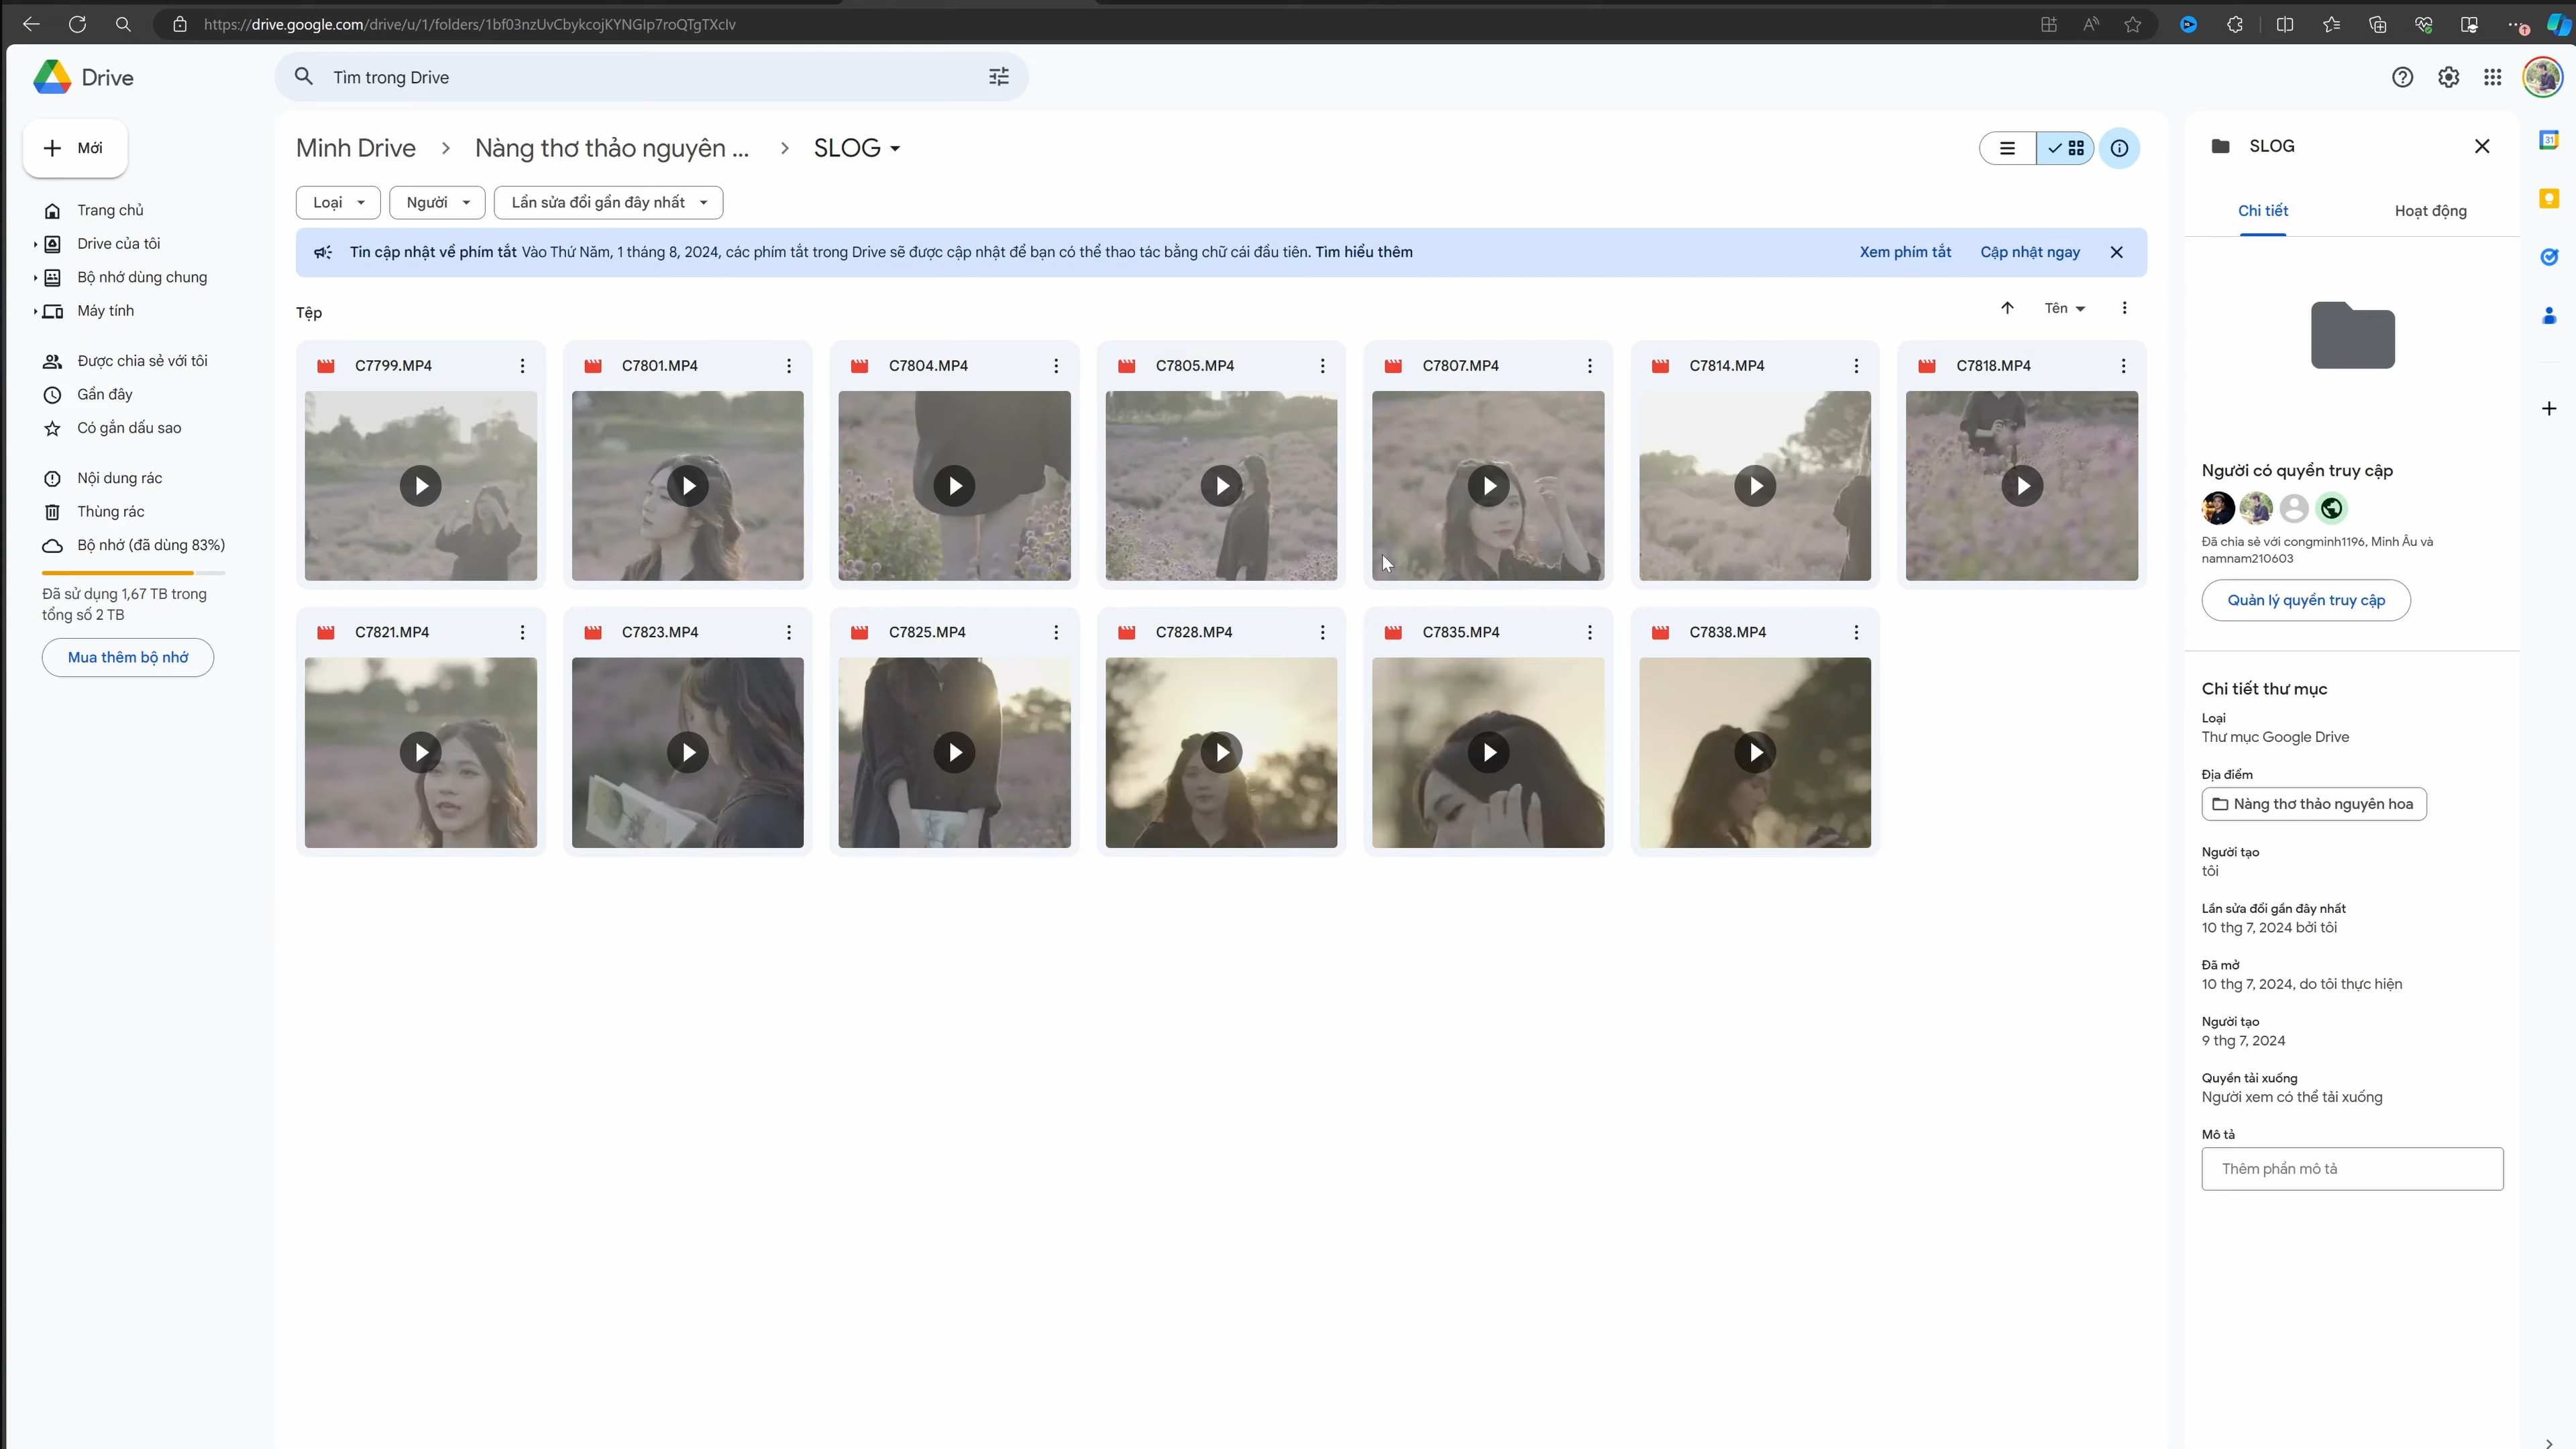 https://drive.google.com/drive/u/1/folders/1bf03nzUvCbykcojKYNGIp7roQTgTXcIv
Drive
Tìm trong Drive
Mới
Trang chủ
Drive của tôi
Bộ nhớ dùng chung
Máy tính
Được chia sẻ với tôi
Gần đây
Có gắn dấu sao
Nội dung rác
Thùng rác
Bộ nhớ (đã dùng 83%)
Đã sử dụng 1,67 TB trong
tổng số 2 TB
Mua thêm bộ nhớ
Minh Drive
Nàng thơ thảo nguyên ...
SLOG
Loại
Người
Lần sửa đổi gần đây nhất
Tin cập nhật về phím tắt Vào Thứ Năm, 1 tháng 8, 2024, các phím tắt trong Drive sẽ được cập nhật để bạn có thể thao tác bằng chữ cái đầu tiên. Tìm hiểu thêm
Xem phím tắt
Cập nhật ngay
Tệp
Tên
C7799.MP4
C7801.MP4
C7804.MP4
C7805.MP4
C7807.MP4
C7814.MP4
C7818.MP4
C7821.MP4
C7823.MP4
C7825.MP4
C7828.MP4
C7835.MP4
C7838.MP4
SLOG
Chi tiết
Hoạt động
Người có quyền truy cập
Đã chia sẻ với congminh1196, Minh Âu và
namnam210603
Quản lý quyền truy cập
Chi tiết thư mục
Loại
Thư mục Google Drive
Địa điểm
Nàng thơ thảo nguyên hoa
Người tạo
tôi
Lần sửa đổi gần đây nhất
10 thg 7, 2024 bởi tôi
Đã mở
10 thg 7, 2024, do tôi thực hiện
Người tạo
9 thg 7, 2024
Quyền tải xuống
Người xem có thể tải xuống
Mô tả
Thêm phần mô tả
31